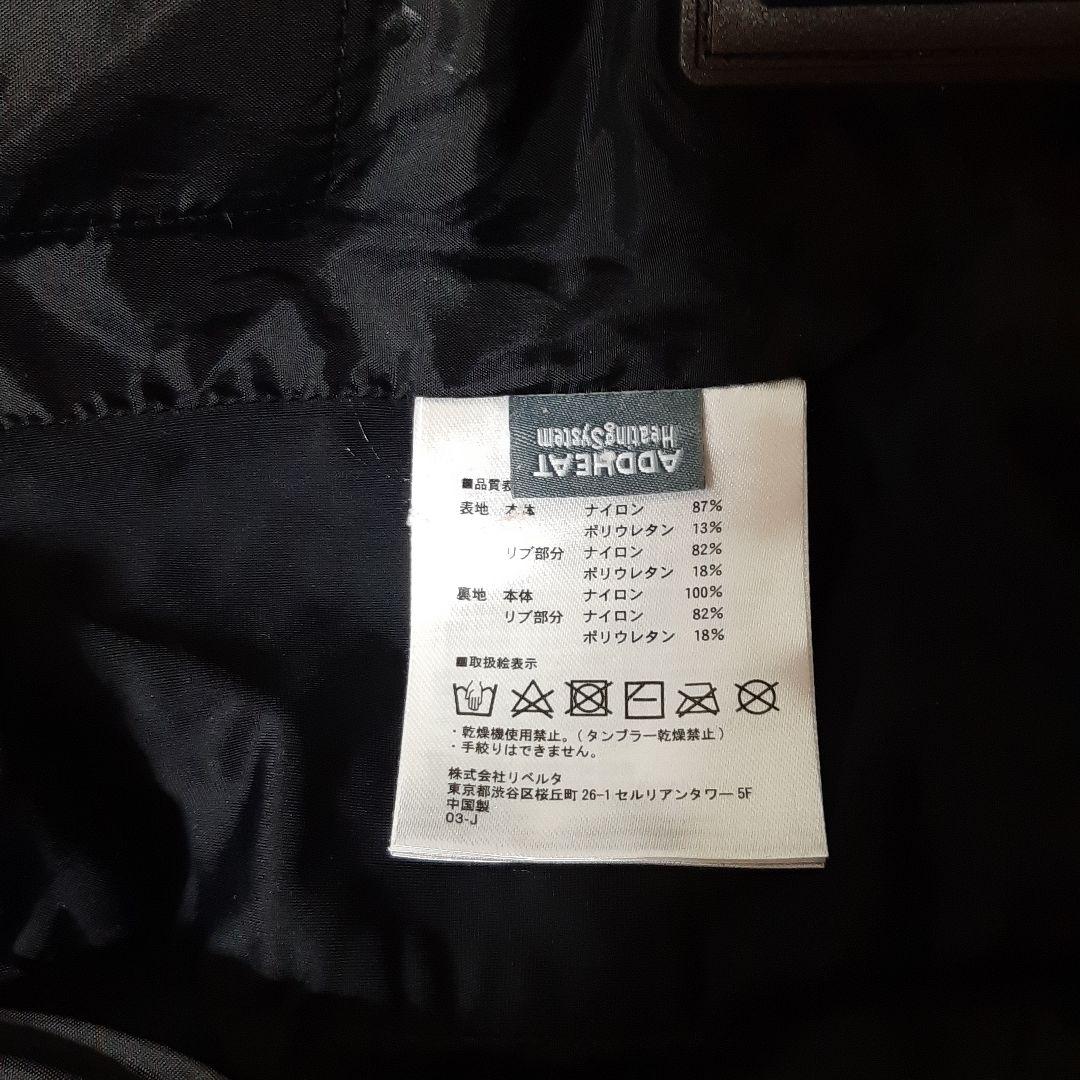 ADDHEAT
HeatingSystem
■品質表
表地 本体 ナイロン 87%
ポリウレタン 13%
リブ部分 ナイロン 82%
ポリウレタン 18%
裏地 本体 ナイロン 100%
リブ部分 ナイロン 82%
ポリウレタン 18%
■取扱絵表示
・乾燥機使用禁止。(タンブラー乾燥禁止)
・手絞りはできません。
株式会社リベルタ
東京都渋谷区桜丘町26-1セルリアンタワー5F
中国製
03-J